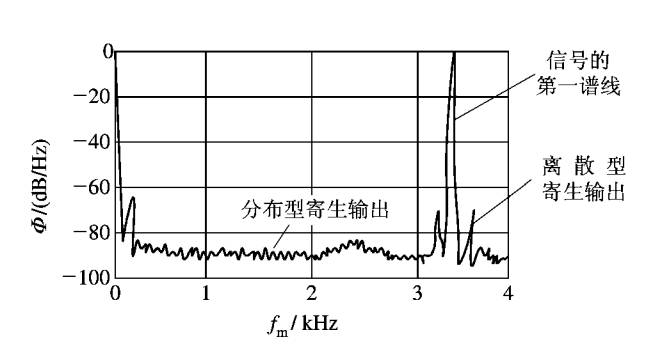 0
−20
−40
−60
−80
−100
Φ/(dB/Hz)
信号的
第一谱线
离散型
寄生输出
分布型寄生输出
0 1 2 3 4
fm / kHz